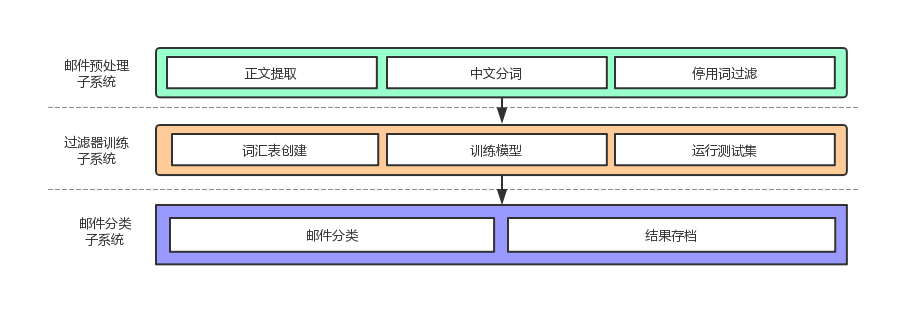 邮件预处理
子系统
正文提取
中文分词
停用词过滤
过滤器训练
子系统
词汇表创建
训练模型
运行测试集
邮件分类
子系统
邮件分类
结果存档